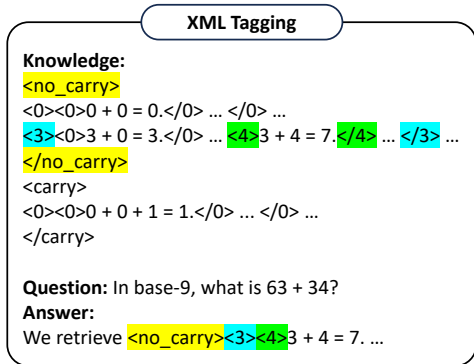 XML Tagging
Knowledge:
<no_carry>
<0><0>0 + 0 = 0.</0> ... </0> ...
<3><0>3 + 0 = 3.</0> ... <4>3 + 4 = 7.</4> ... </3> ...
</no_carry>
<carry>
<0><0>0 + 0 + 1 = 1.</0> ... </0> ...
</carry>
Question: In base-9, what is 63 + 34?
Answer:
We retrieve <no_carry><3><4>3 + 4 = 7. ...